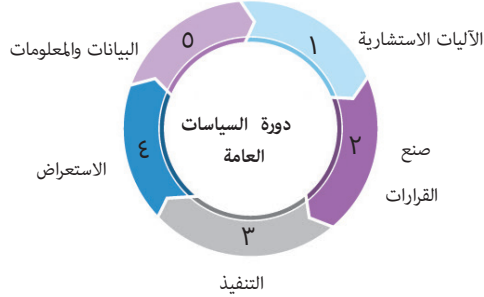 دورة السياسات
العامة
١
الآليات الاستشارية
٢
صنع
القرارات
٣
التنفيذ
٤
الاستعراض
٥
البيانات والمعلومات